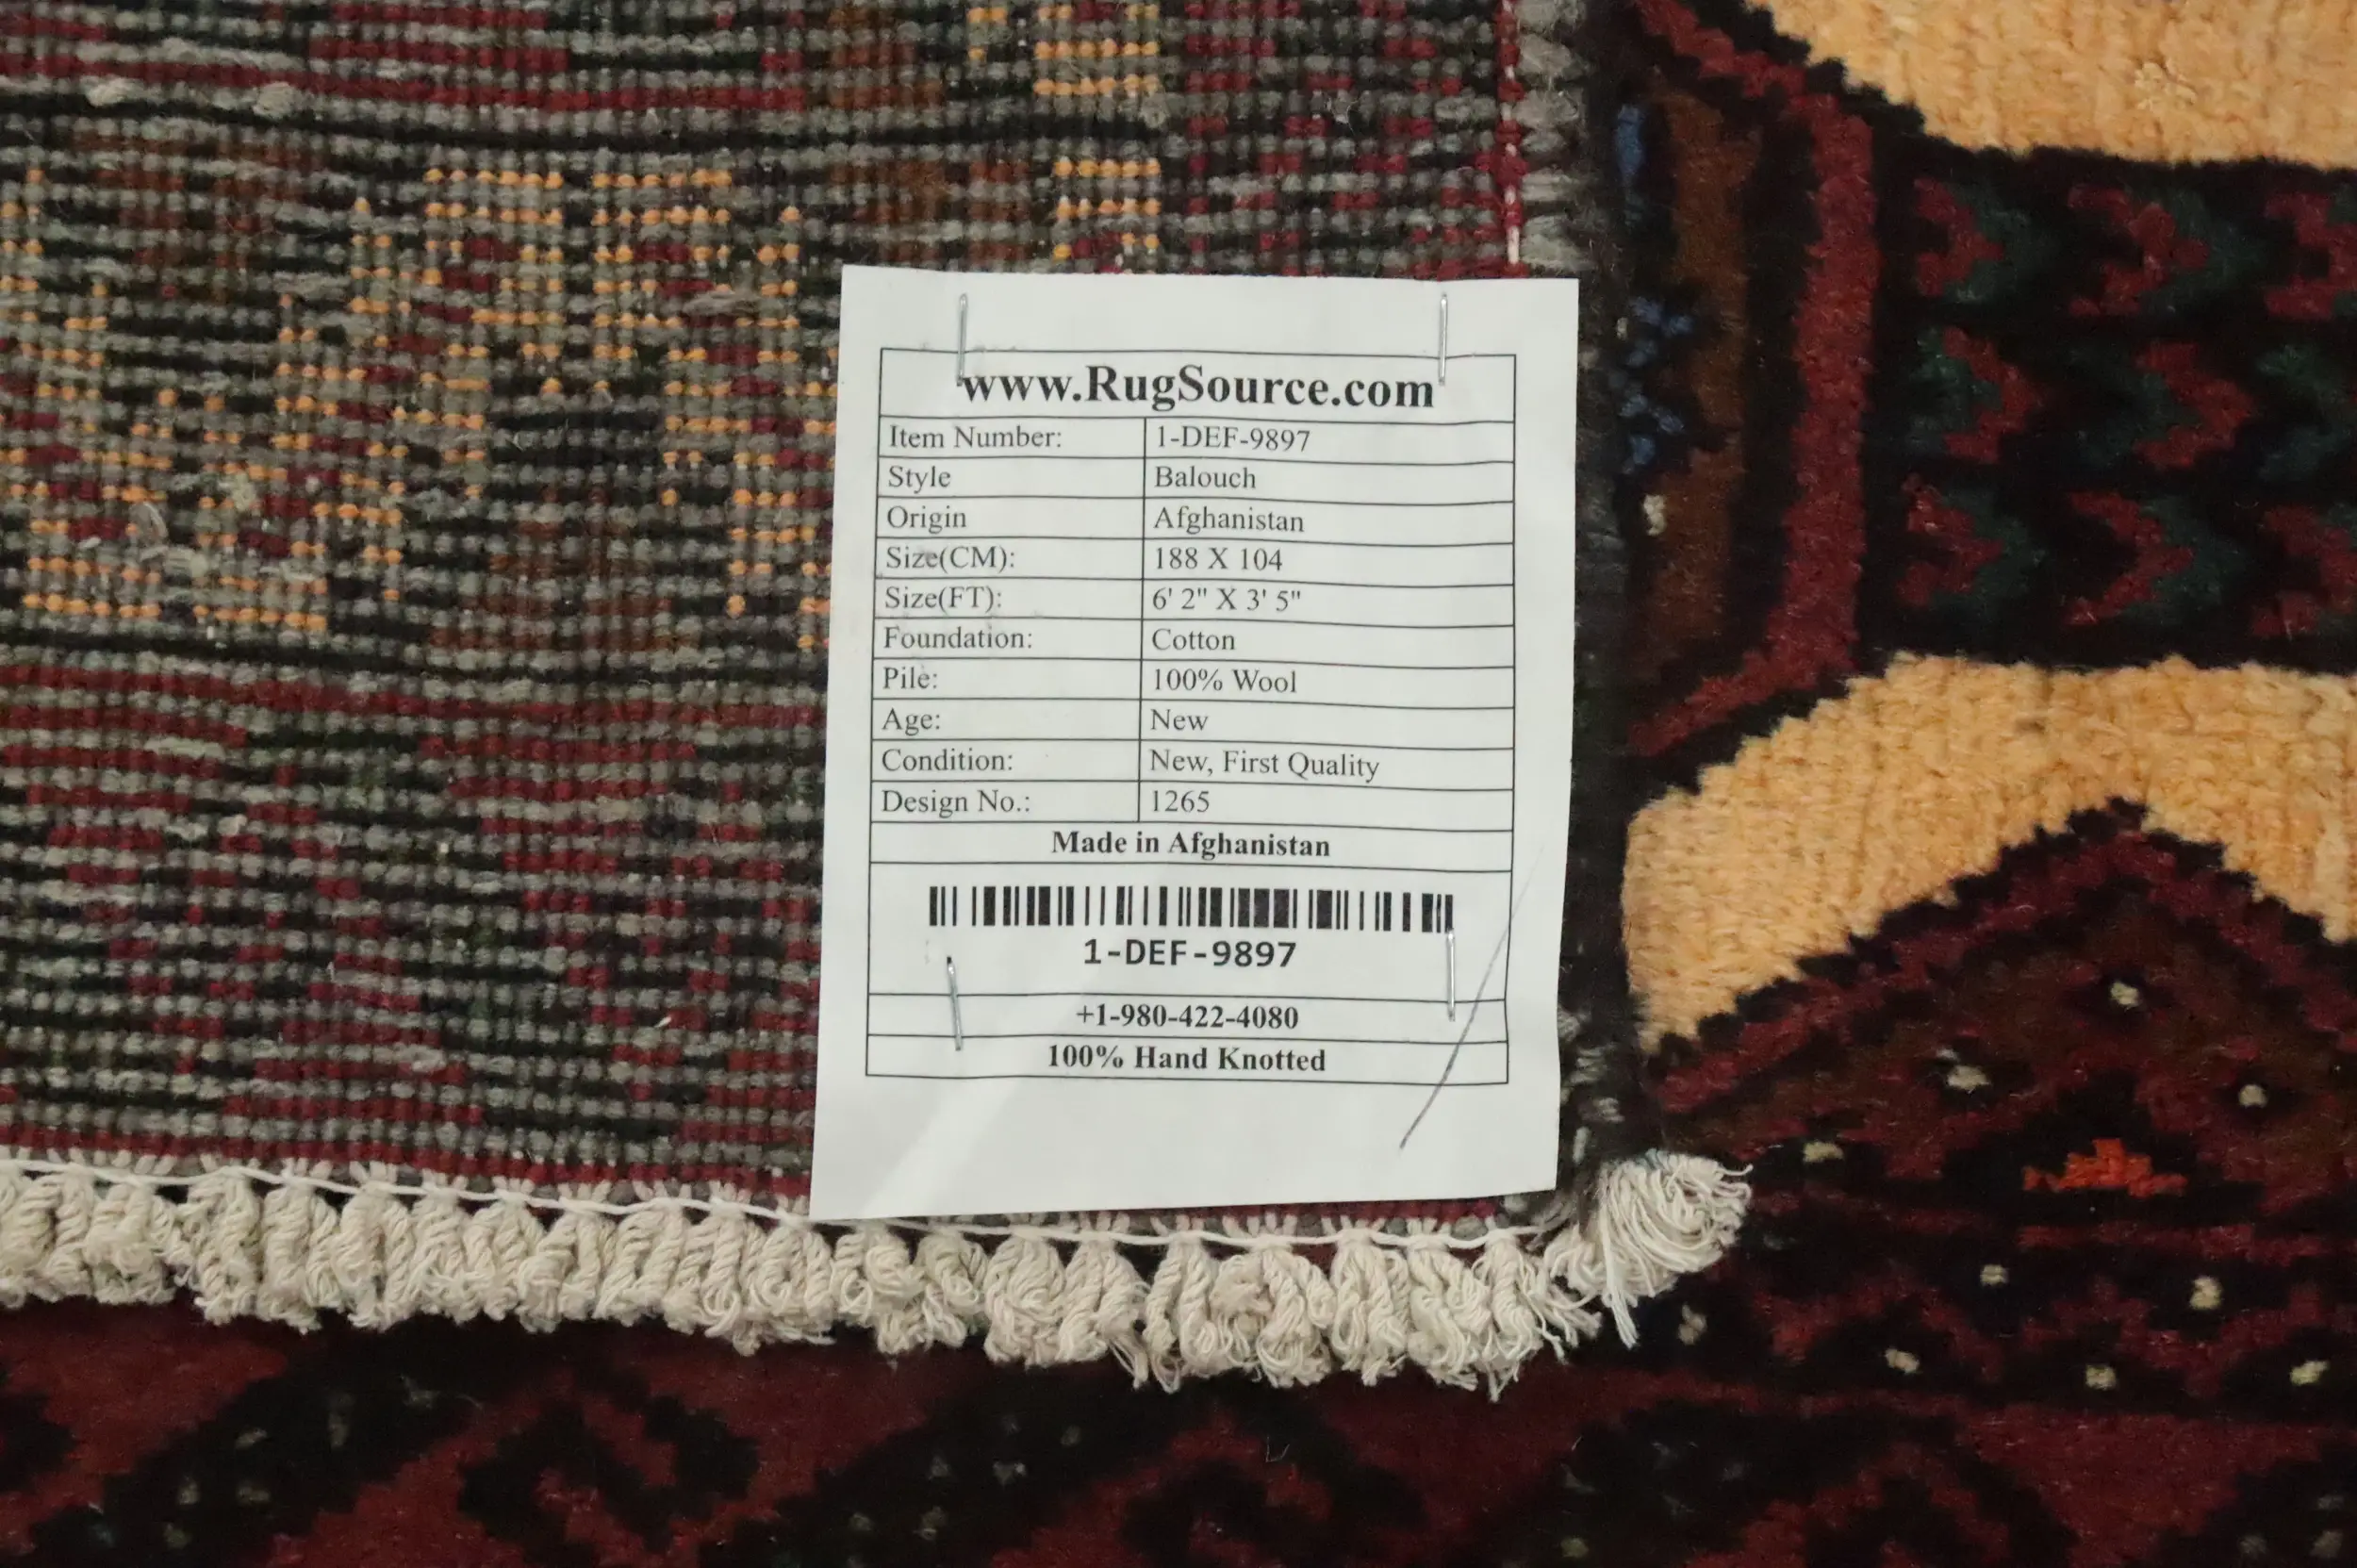 www.RugSource.com
Item Number: 1-DEF-9897
Style Balouch
Origin Afghanistan
Size(CM): 188 X 104
Size(FT): 6' 2" X 3' 5"
Foundation: Cotton
Pile: 100% Wool
Age: New
Condition: New, First Quality
Design No.: 1265
Made in Afghanistan
1-DEF-9897
+1-980-422-4080
100% Hand Knotted